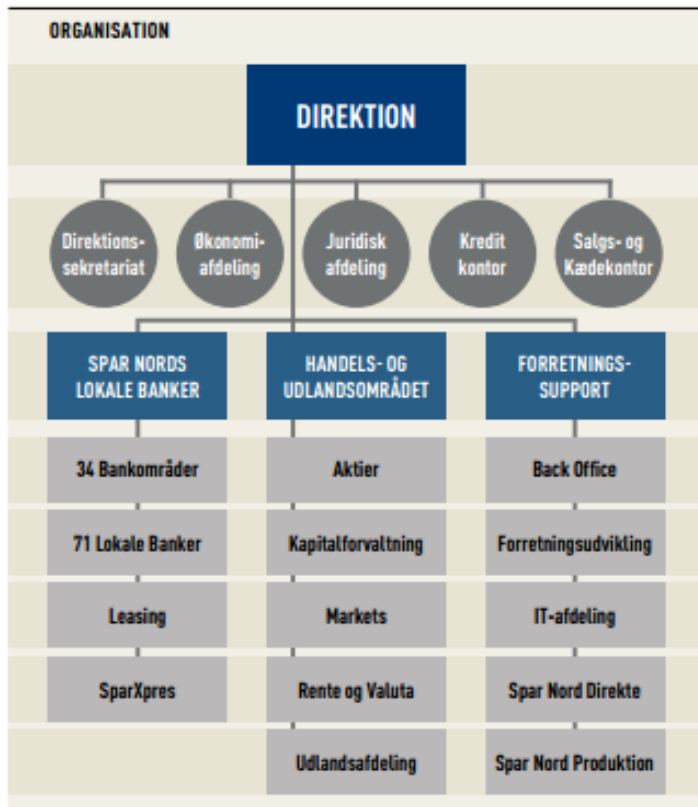 ORGANISATION
DIREKTION
Direktions-
sekretariat
Økonomi-
afdeling
Juridisk
afdeling
Kredit
kontor
Salgs- og
Kædekontor
SPAR NORDS
LOKALE BANKER
HANDELS- OG
UDLANDSOMRÅDET
FORRETNINGS-
SUPPORT
34 Bankområder
Aktier
Back Office
71 Lokale Banker
Kapitalforvaltning
Forretningsudvikling
Leasing
Markets
IT-afdeling
SparXpres
Rente og Valuta
Spar Nord Direkte
Udlandsafdeling
Spar Nord Produktion